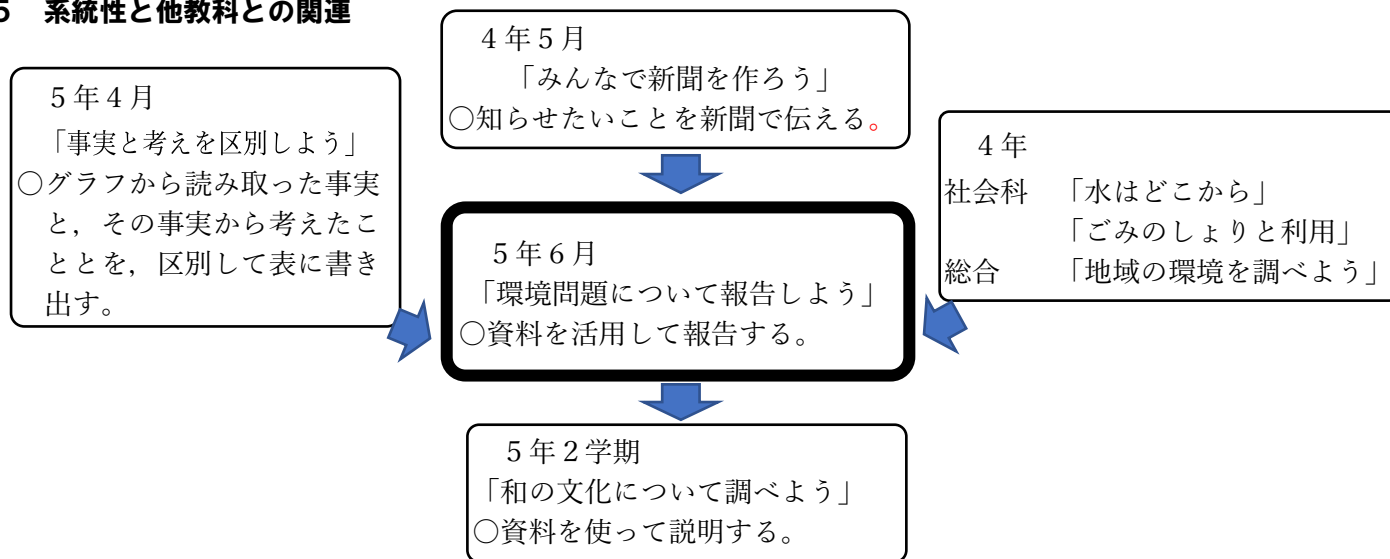 ５　系統性と他教科との関連
４年５月
「みんなで新聞を作ろう」
○知らせたいことを新聞で伝える。
５年４月
「事実と考えを区別しよう」
○グラフから読み取った事実
と，その事実から考えたこ
ととを，区別して表に書き
出す。
４年
社会科　「水はどこから」
「ごみのしょりと利用」
総合　「地域の環境を調べよう」
５年６月
「環境問題について報告しよう」
○資料を活用して報告する。
５年２学期
「和の文化について調べよう」
○資料を使って説明する。